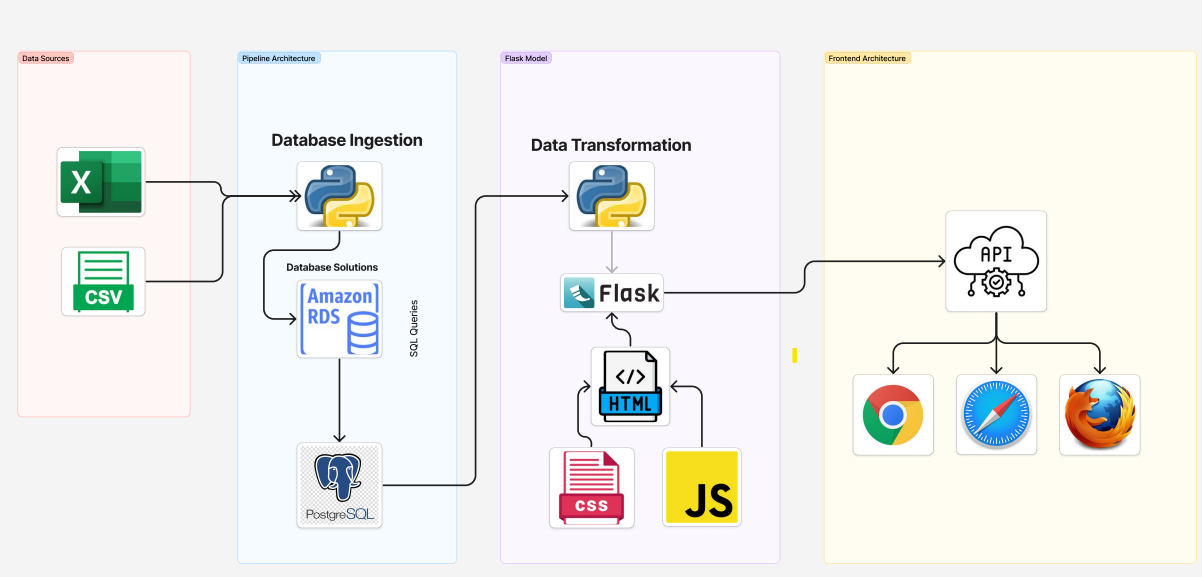 Data Sources
X
CSV
Pipeline Architecture
Database Ingestion
Database Solutions
Amazon
RDS
SQL Queries
PostgreSQL
Flask Model
Data Transformation
Flask
</>
HTML
css
JS
Frontend Architecture
API